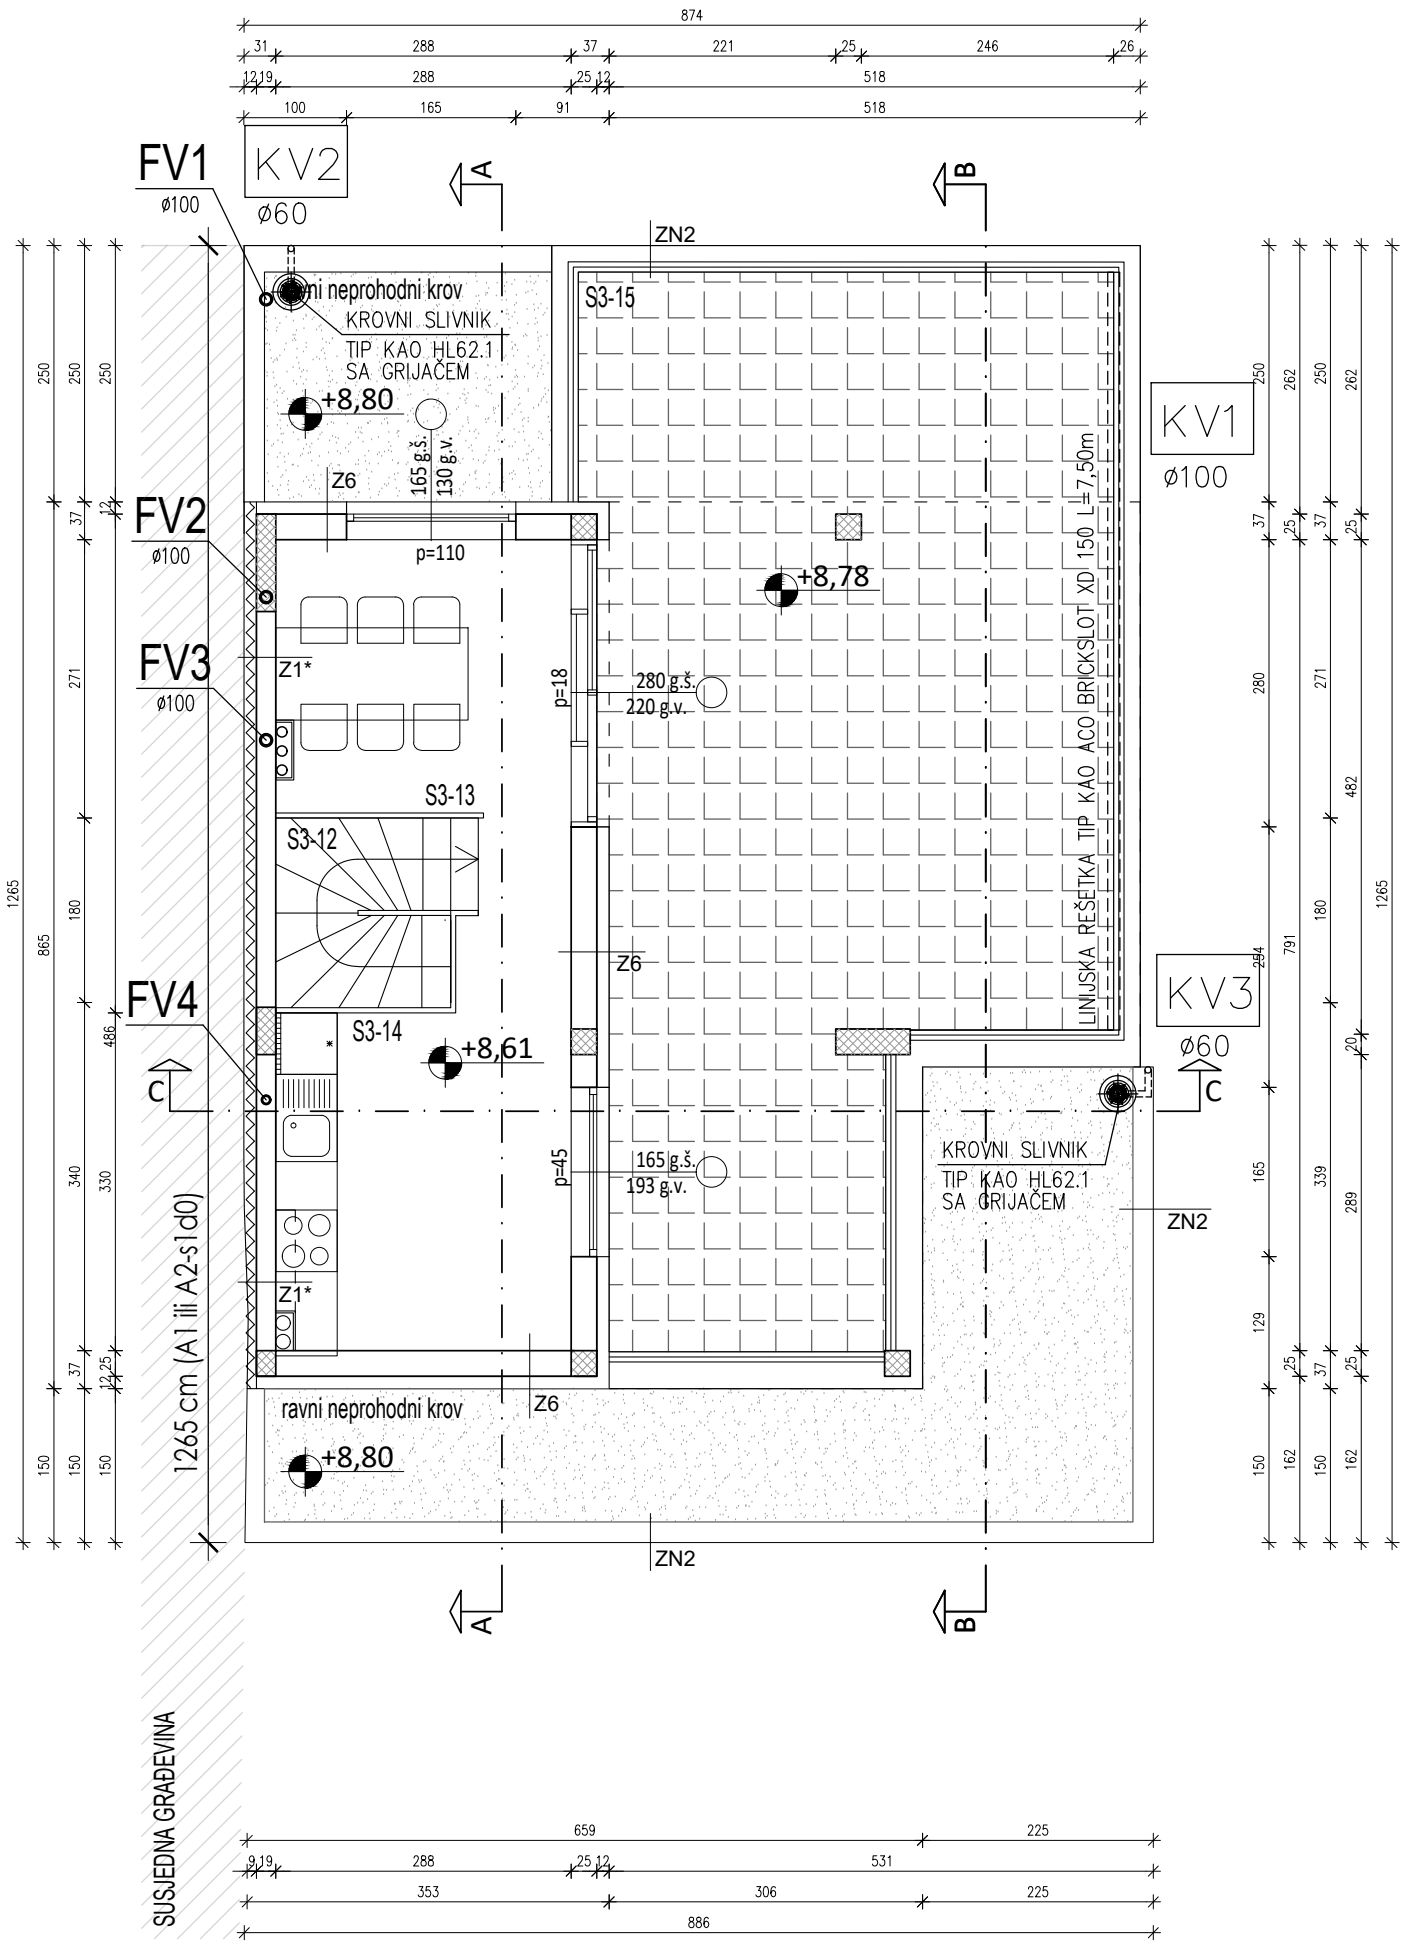 874
31 288 37 221 25 246 26
12 19 288 25 12 518
100 165 91 518
FV1
ø100
KV2
ø60
A
B
ZN2
S3-15
ravni neprohodni krov
KROVNI SLIVNIK
TIP KAO HL62.1
SA GRIJAČEM
+8,80
165 g.š.
130 g.v.
Z6
KV1
ø100
FV2
ø100
p=110
+8,78
FV3
ø100
Z1*
p=18
280 g.š.
220 g.v.
LINIJSKA REŠETKA TIP KAO ACO BRICKSLOT XD 150 L=7,50m
S3-13
S3-12
Z6
FV4
S3-14
+8,61
KV3
ø60
C
C
p=45
165 g.š.
193 g.v.
KROVNI SLIVNIK
TIP KAO HL62.1
SA GRIJAČEM
ZN2
Z1*
1265 cm (A1 ili A2-s1d0)
Z6
ravni neprohodni krov
+8,80
ZN2
A
B
SUSJEDNA GRAĐEVINA
1265
250 865 150
250 37 271 180 340 37 150
250 12 486 330 25 12 150
250 37 280 254 165 129 150
262 25 791 25 162
250 37 271 180 339 37 150
262 25 482 20 289 25 162
1265
659 225
9 19 288 25 12 531
353 306 225
886